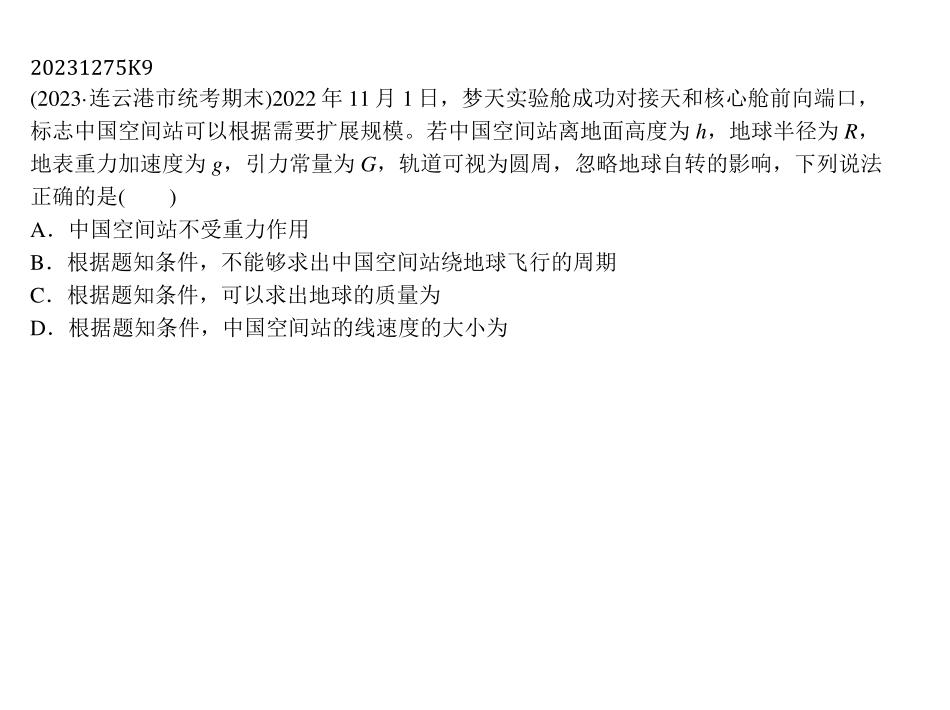 20231275K9
(2023·连云港市统考期末)2022 年 11 月 1 日，梦天实验舱成功对接天和核心舱前向端口，
标志中国空间站可以根据需要扩展规模。若中国空间站离地面高度为 h，地球半径为 R，
地表重力加速度为 g，引力常量为 G，轨道可视为圆周，忽略地球自转的影响，下列说法
正确的是(　　)
A．中国空间站不受重力作用
B．根据题知条件，不能够求出中国空间站绕地球飞行的周期
C．根据题知条件，可以求出地球的质量为
D．根据题知条件，中国空间站的线速度的大小为